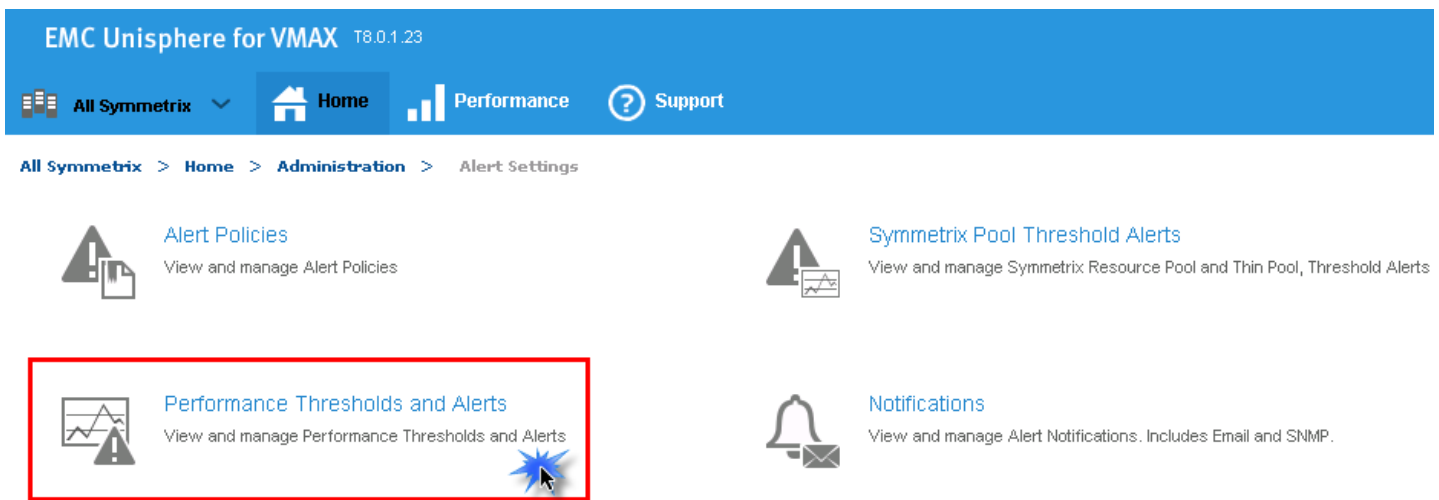 EMC Unisphere for VMAX T8.0.1.23
All Symmetrix Home Performance ? Support
All Symmetrix > Home > Administration > Alert Settings
Alert Policies
View and manage Alert Policies
Symmetrix Pool Threshold Alerts
View and manage Symmetrix Resource Pool and Thin Pool, Threshold Alerts
Performance Thresholds and Alerts
View and manage Performance Thresholds and Alerts
Notifications
View and manage Alert Notifications. Includes Email and SNMP.